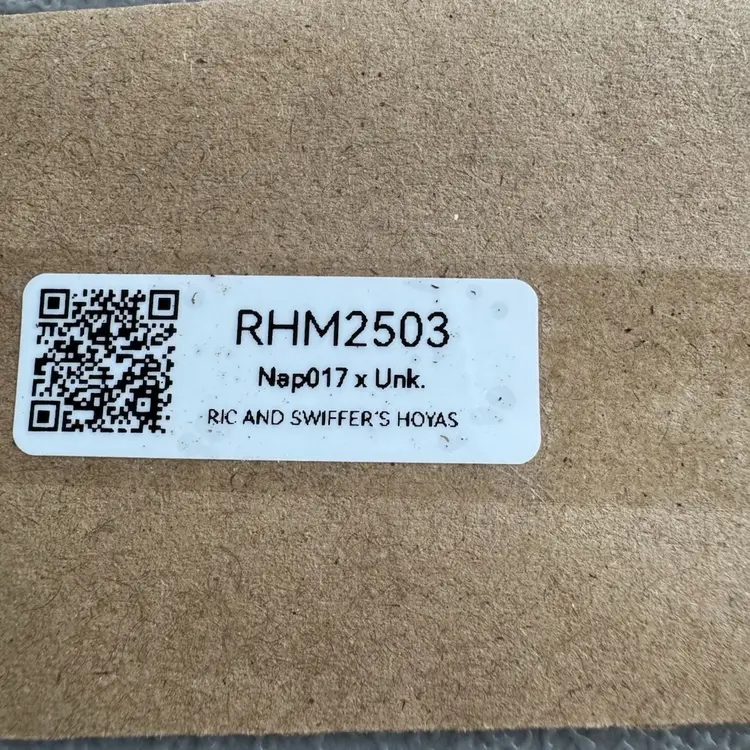 RHM2503
Nap017 x Unk.
RIC AND SWIFFER'S HOYAS